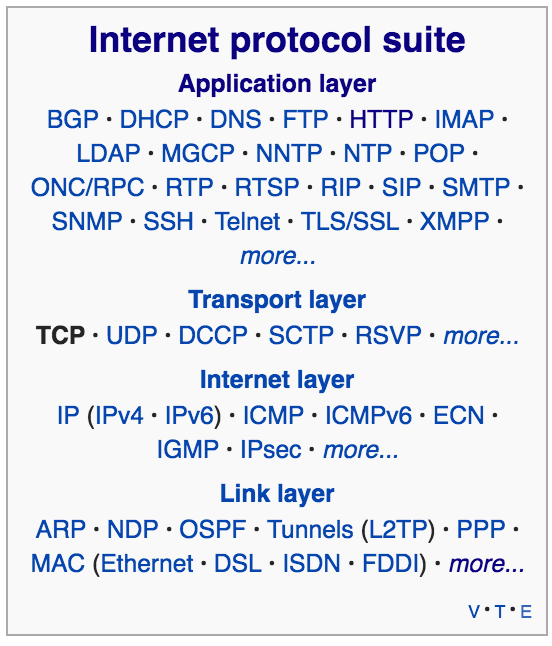 Internet protocol suite
Application layer
BGP · DHCP · DNS · FTP · HTTP · IMAP ·
LDAP · MGCP · NNTP · NTP · POP ·
ONC/RPC · RTP · RTSP · RIP · SIP · SMTP ·
SNMP · SSH · Telnet · TLS/SSL · XMPP ·
more...
Transport layer
TCP · UDP · DCCP · SCTP · RSVP · more...
Internet layer
IP (IPv4 · IPv6) · ICMP · ICMPv6 · ECN ·
IGMP · IPsec · more...
Link layer
ARP · NDP · OSPF · Tunnels (L2TP) · PPP ·
MAC (Ethernet · DSL · ISDN · FDDI) · more...
V · T · E